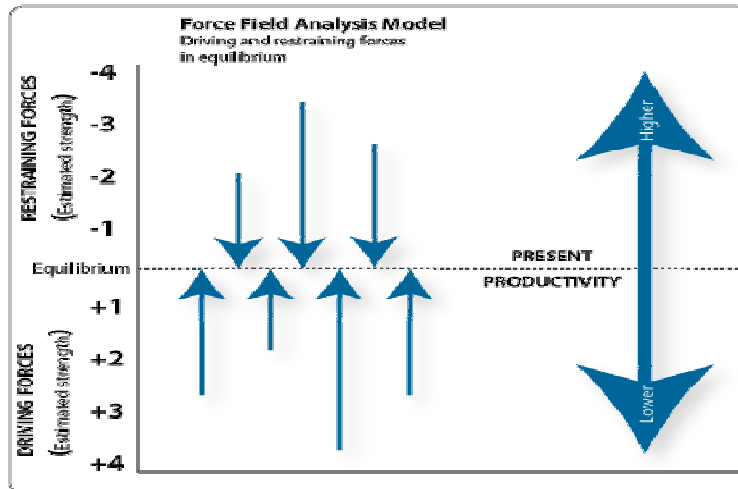 Force Field Analysis Model
Driving and restraining forces
in equilibrium
RESTRAINING FORCES
(Estimated strength)
-4
-3
-2
-1
Equilibrium
+1
+2
+3
+4
DRIVING FORCES
(Estimated strength)
PRESENT
PRODUCTIVITY
Higher
Lower